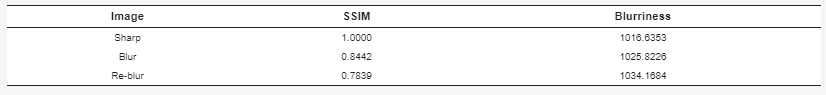 Image SSIM Blurriness
Sharp 1.0000 1016.6353
Blur 0.8442 1025.8226
Re-blur 0.7839 1034.1684